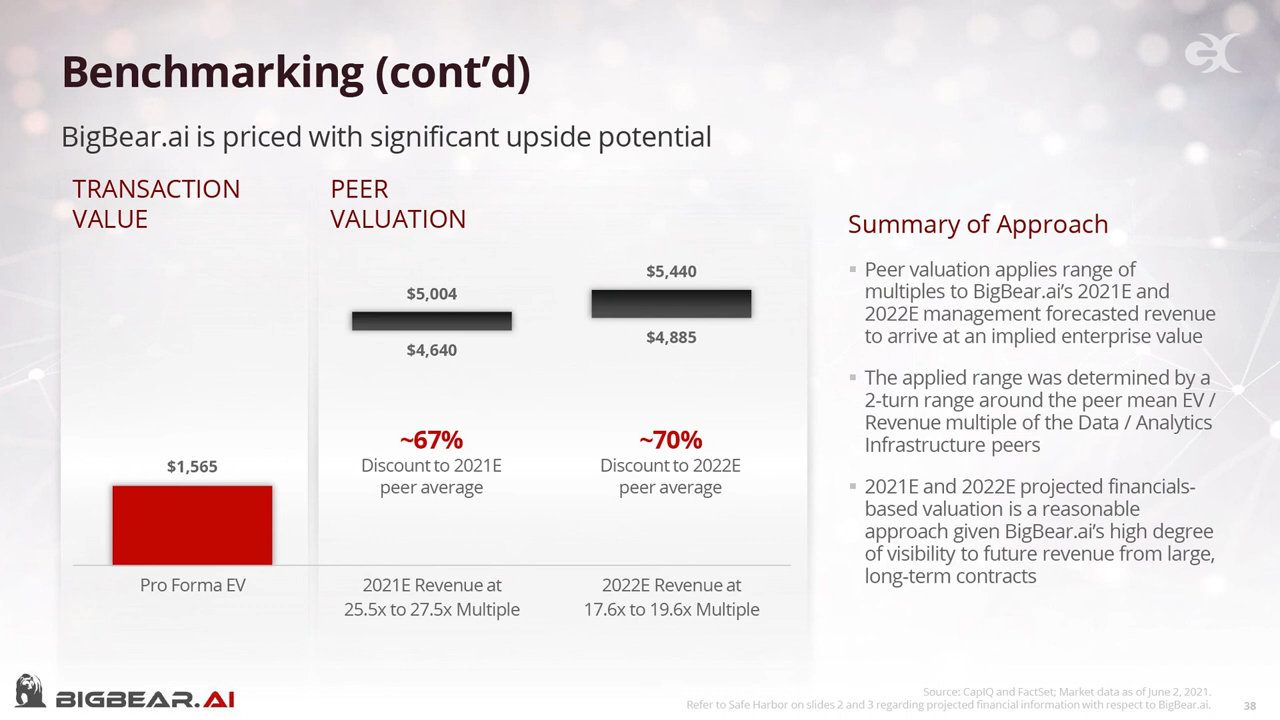 Benchmarking (cont’d)
BigBear.ai is priced with significant upside potential
TRANSACTION
VALUE
PEER
VALUATION
$1,565
Pro Forma EV
$5,004
$4,640
~67%
Discount to 2021E
peer average
2021E Revenue at
25.5x to 27.5x Multiple
$5,440
$4,885
~70%
Discount to 2022E
peer average
2022E Revenue at
17.6x to 19.6x Multiple
Summary of Approach
▪ Peer valuation applies range of
multiples to BigBear.ai’s 2021E and
2022E management forecasted revenue
to arrive at an implied enterprise value
▪ The applied range was determined by a
2-turn range around the peer mean EV /
Revenue multiple of the Data / Analytics
Infrastructure peers
▪ 2021E and 2022E projected financials-
based valuation is a reasonable
approach given BigBear.ai’s high degree
of visibility to future revenue from large,
long-term contracts
BIGBEAR.AI
Source: CapIQ and FactSet; Market data as of June 2, 2021.
Refer to Safe Harbor on slides 2 and 3 regarding projected financial information with respect to BigBear.ai.
38